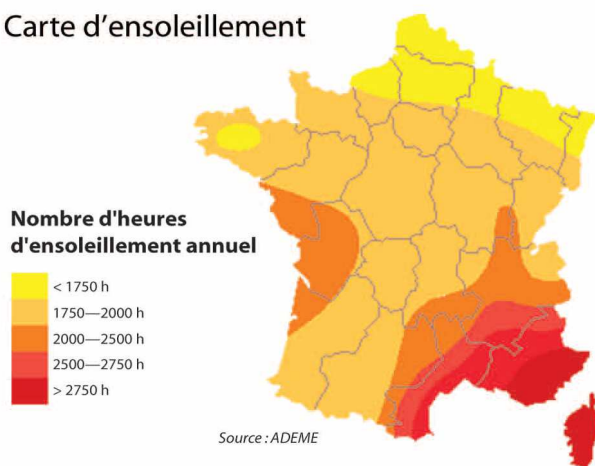 Carte d’ensoleillement
Nombre d'heures
d'ensoleillement annuel
< 1750 h
1750—2000 h
2000—2500 h
2500—2750 h
> 2750 h
Source : ADEME